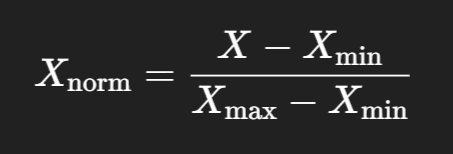 X_norm = (X − X_min) / (X_max − X_min)